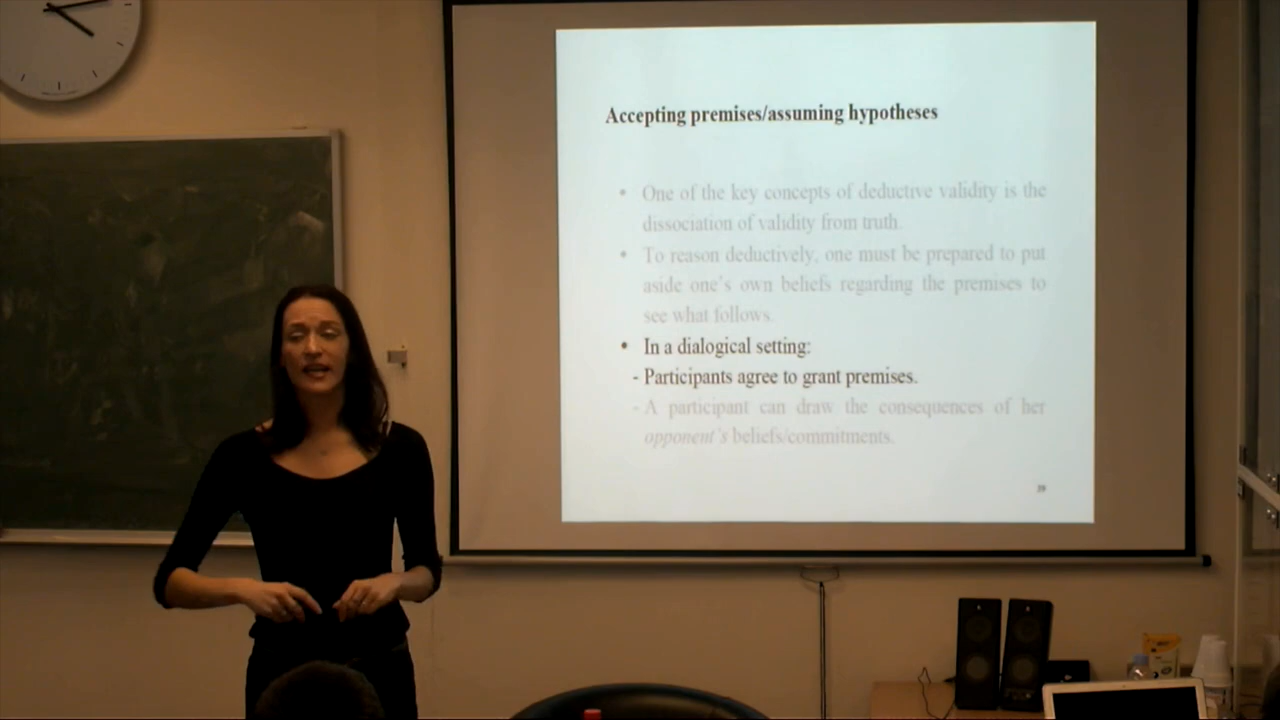 Accepting premises/assuming hypotheses
• One of the key concepts of deductive validity is the
dissociation of validity from truth.
• To reason deductively, one must be prepared to put
aside one's own beliefs regarding the premises to
see what follows.
• In a dialogical setting:
- Participants agree to grant premises.
- A participant can draw the consequences of her
opponent's beliefs/commitments.